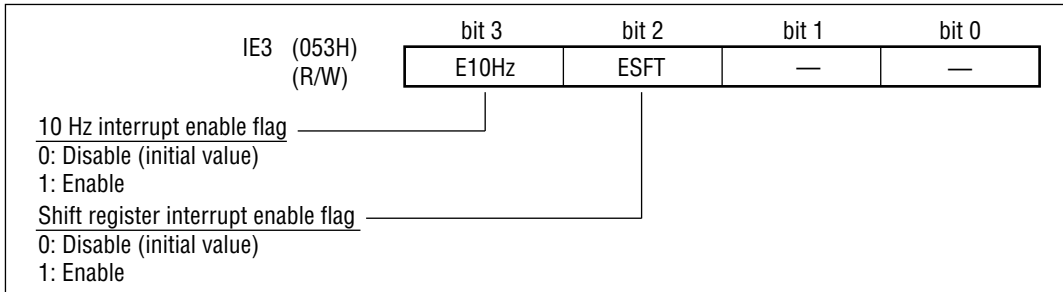 bit 3 bit 2 bit 1 bit 0
IE3 (053H)
(R/W)
E10Hz ESFT — —
10 Hz interrupt enable flag
0: Disable (initial value)
1: Enable
Shift register interrupt enable flag
0: Disable (initial value)
1: Enable